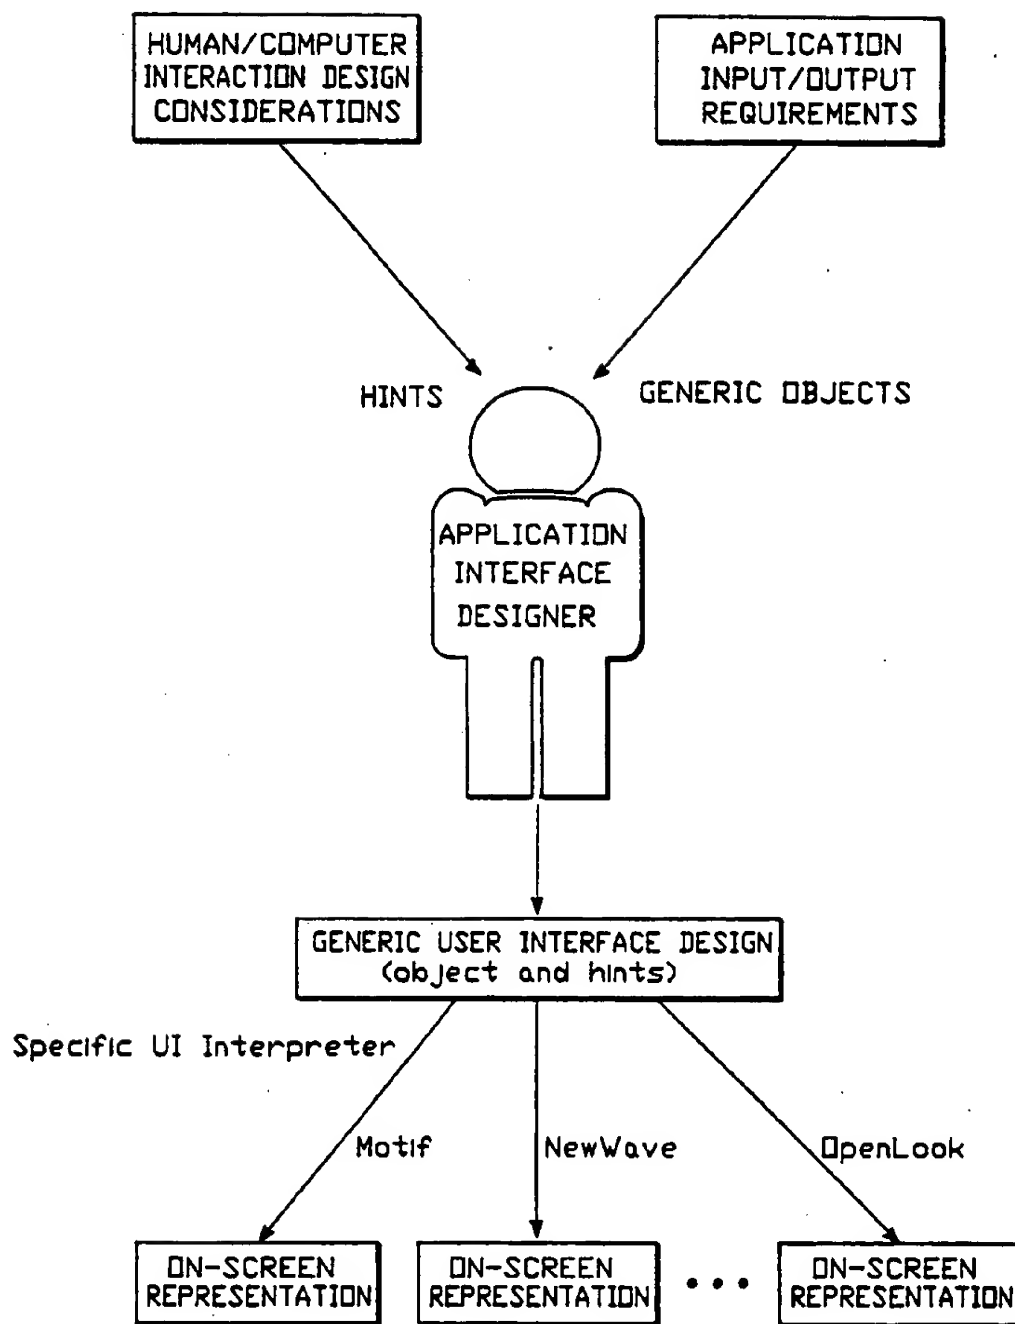 HUMAN/COMPUTER
INTERACTION DESIGN
CONSIDERATIONS
APPLICATION
INPUT/OUTPUT
REQUIREMENTS
HINTS
GENERIC OBJECTS
APPLICATION
INTERFACE
DESIGNER
GENERIC USER INTERFACE DESIGN
(object and hints)
Specific UI Interpreter
Motif
NewWave
OpenLook
ON-SCREEN
REPRESENTATION
ON-SCREEN
REPRESENTATION
•••
ON-SCREEN
REPRESENTATION